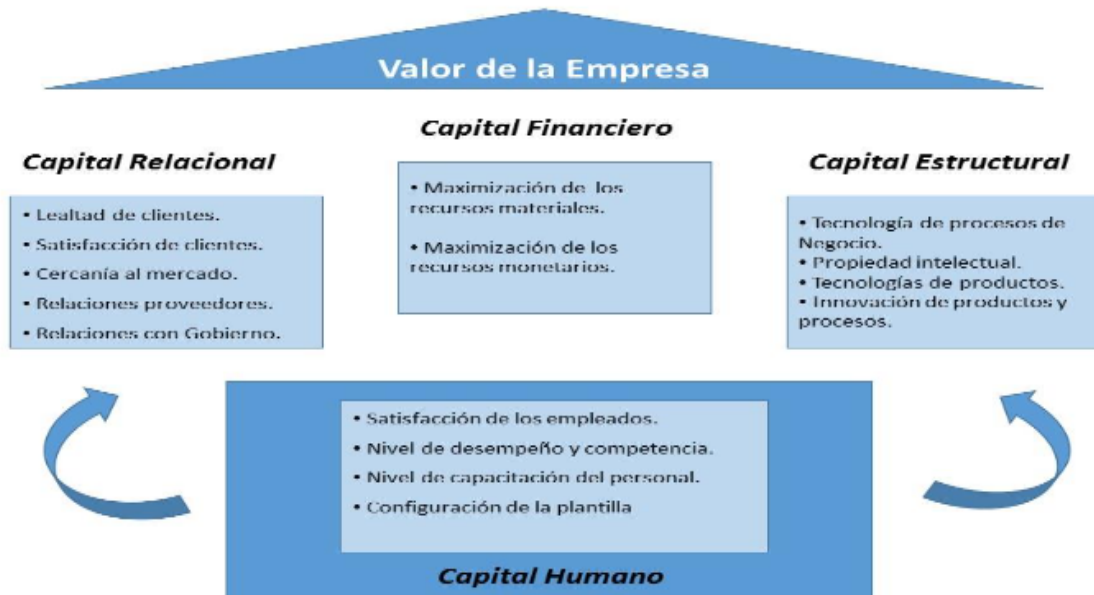 Valor de la Empresa
Capital Financiero
Capital Relacional
Capital Estructural
• Lealtad de clientes.
• Satisfacción de clientes.
• Cercanía al mercado.
• Relaciones proveedores.
• Relaciones con Gobierno.
• Maximización de los
recursos materiales.
• Maximización de los
recursos monetarios.
• Tecnología de procesos de
Negocio.
• Propiedad intelectual.
• Tecnologías de productos.
• Innovación de productos y
procesos.
• Satisfacción de los empleados.
• Nivel de desempeño y competencia.
• Nivel de capacitación del personal.
• Configuración de la plantilla
Capital Humano